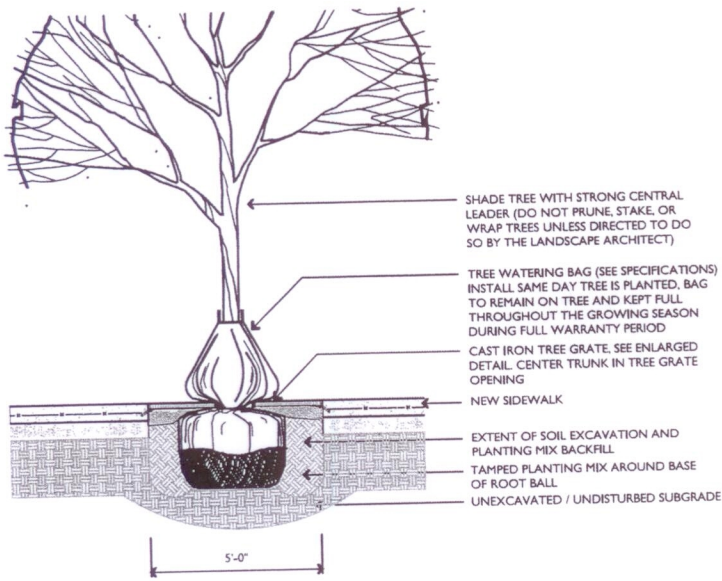 SHADE TREE WITH STRONG CENTRAL
LEADER (DO NOT PRUNE, STAKE, OR
WRAP TREES UNLESS DIRECTED TO DO
SO BY THE LANDSCAPE ARCHITECT)
TREE WATERING BAG (SEE SPECIFICATIONS)
INSTALL SAME DAY TREE IS PLANTED, BAG
TO REMAIN ON TREE AND KEPT FULL
THROUGHOUT THE GROWING SEASON
DURING FULL WARRANTY PERIOD
CAST IRON TREE GRATE, SEE ENLARGED
DETAIL. CENTER TRUNK IN TREE GRATE
OPENING
NEW SIDEWALK
EXTENT OF SOIL EXCAVATION AND
PLANTING MIX BACKFILL
TAMPED PLANTING MIX AROUND BASE
OF ROOT BALL
UNEXCAVATED / UNDISTURBED SUBGRADE
5'-0"